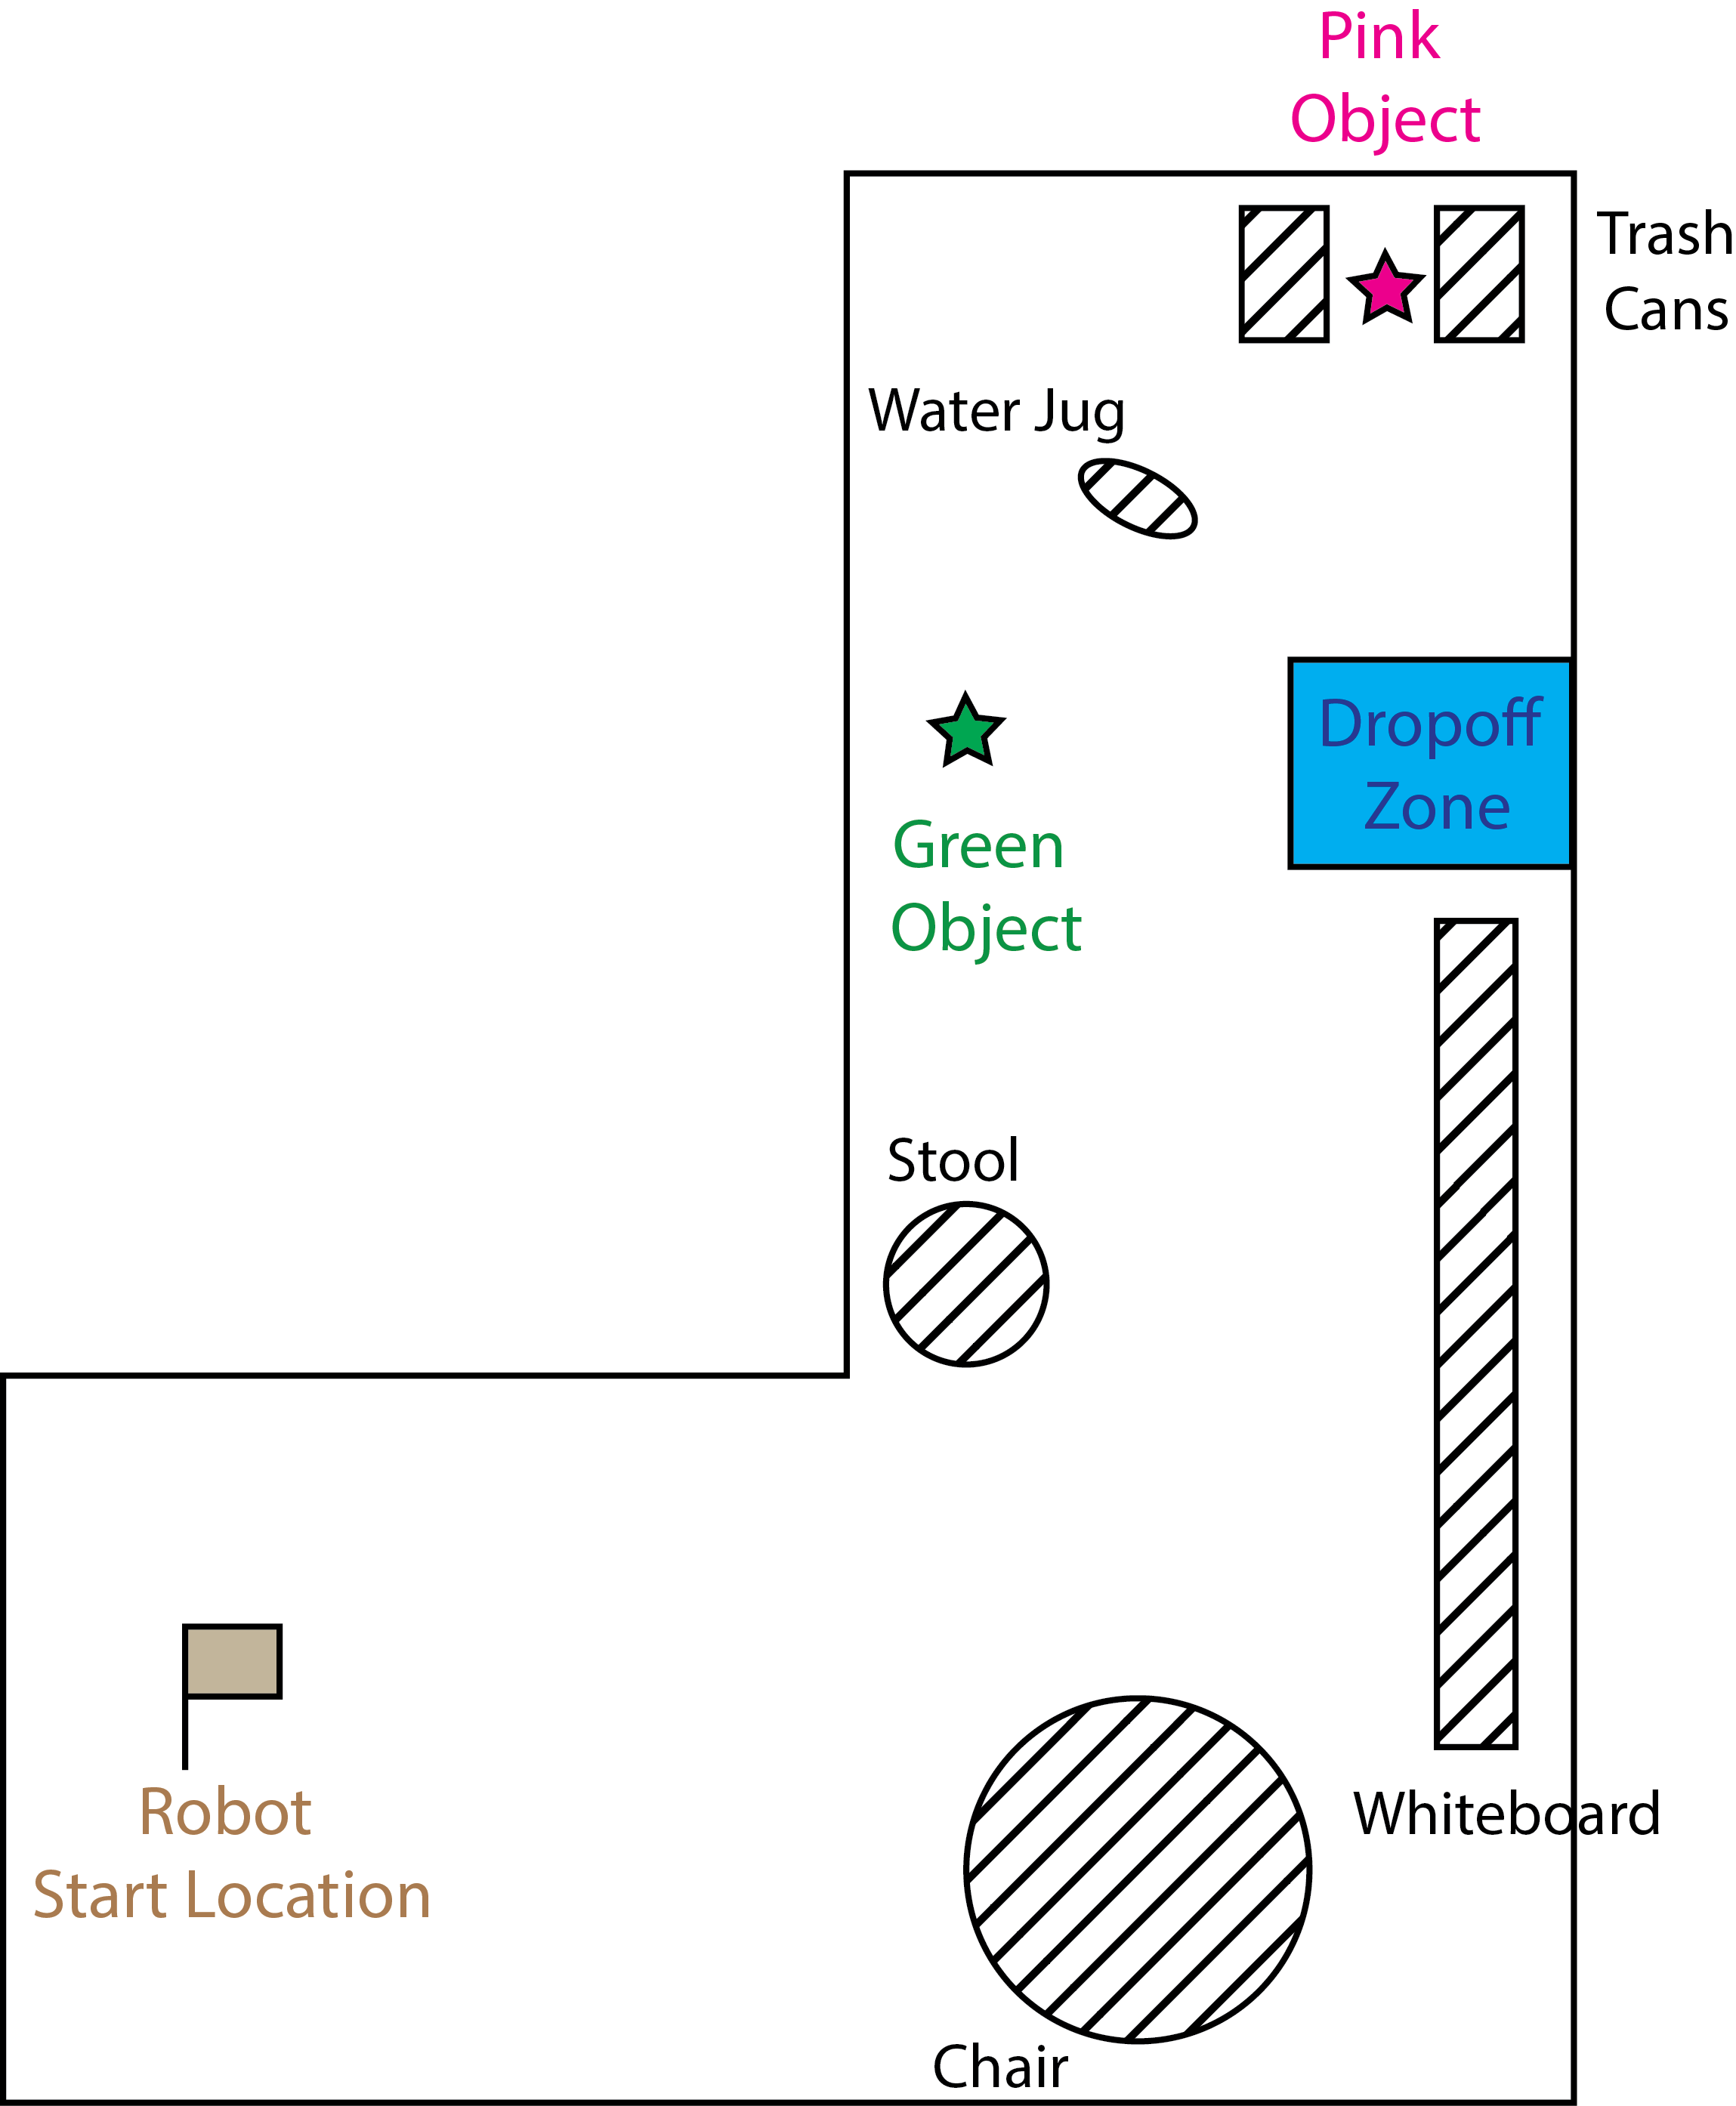 Pink
Object
Trash
Cans
Water Jug
Dropoff
Zone
Green
Object
Stool
Robot
Start Location
Whiteboard
Chair